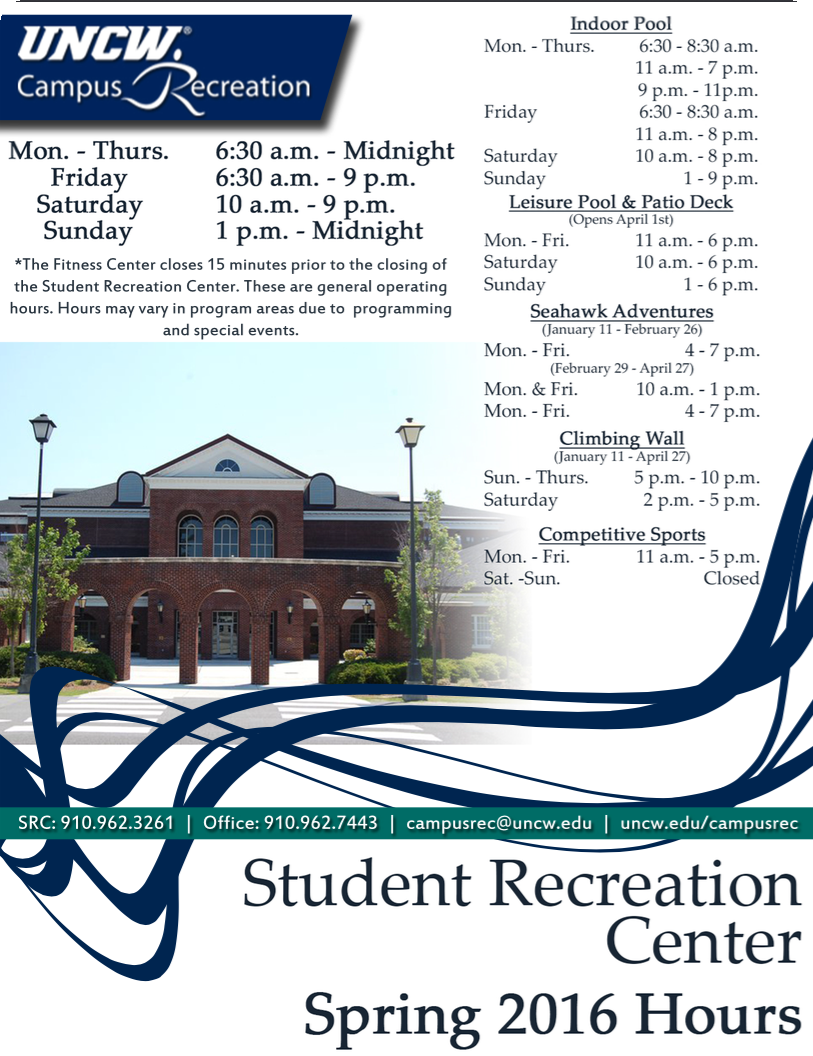 UNCW®
Campus Recreation
Mon. - Thurs. 6:30 a.m. - Midnight
Friday 6:30 a.m. - 9 p.m.
Saturday 10 a.m. - 9 p.m.
Sunday 1 p.m. - Midnight
*The Fitness Center closes 15 minutes prior to the closing of
the Student Recreation Center. These are general operating
hours. Hours may vary in program areas due to programming
and special events.
Indoor Pool
Mon. - Thurs. 6:30 - 8:30 a.m.
11 a.m. - 7 p.m.
9 p.m. - 11p.m.
Friday 6:30 - 8:30 a.m.
11 a.m. - 8 p.m.
Saturday 10 a.m. - 8 p.m.
Sunday 1 - 9 p.m.
Leisure Pool & Patio Deck
(Opens April 1st)
Mon. - Fri. 11 a.m. - 6 p.m.
Saturday 10 a.m. - 6 p.m.
Sunday 1 - 6 p.m.
Seahawk Adventures
(January 11 - February 26)
Mon. - Fri. 4 - 7 p.m.
(February 29 - April 27)
Mon. & Fri. 10 a.m. - 1 p.m.
Mon. - Fri. 4 - 7 p.m.
Climbing Wall
(January 11 - April 27)
Sun. - Thurs. 5 p.m. - 10 p.m.
Saturday 2 p.m. - 5 p.m.
Competitive Sports
Mon. - Fri. 11 a.m. - 5 p.m.
Sat. -Sun. Closed
SRC: 910.962.3261 | Office: 910.962.7443 | campusrec@uncw.edu | uncw.edu/campusrec
Student Recreation
Center
Spring 2016 Hours